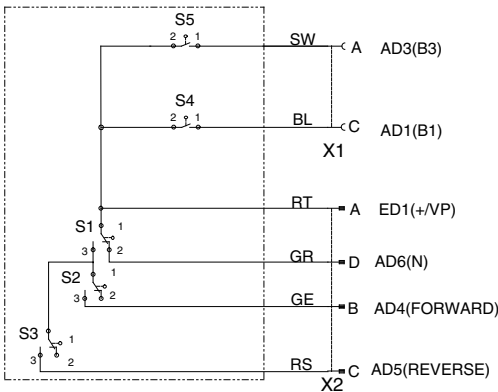 S5
2 1
SW
A AD3(B3)
S4
2 1
BL
C AD1(B1)
X1
RT
A ED1(+/VP)
S1
1
3 2
GR
D AD6(N)
S2
1
3 2
GE
B AD4(FORWARD)
S3
1
3 2
RS
C AD5(REVERSE)
X2